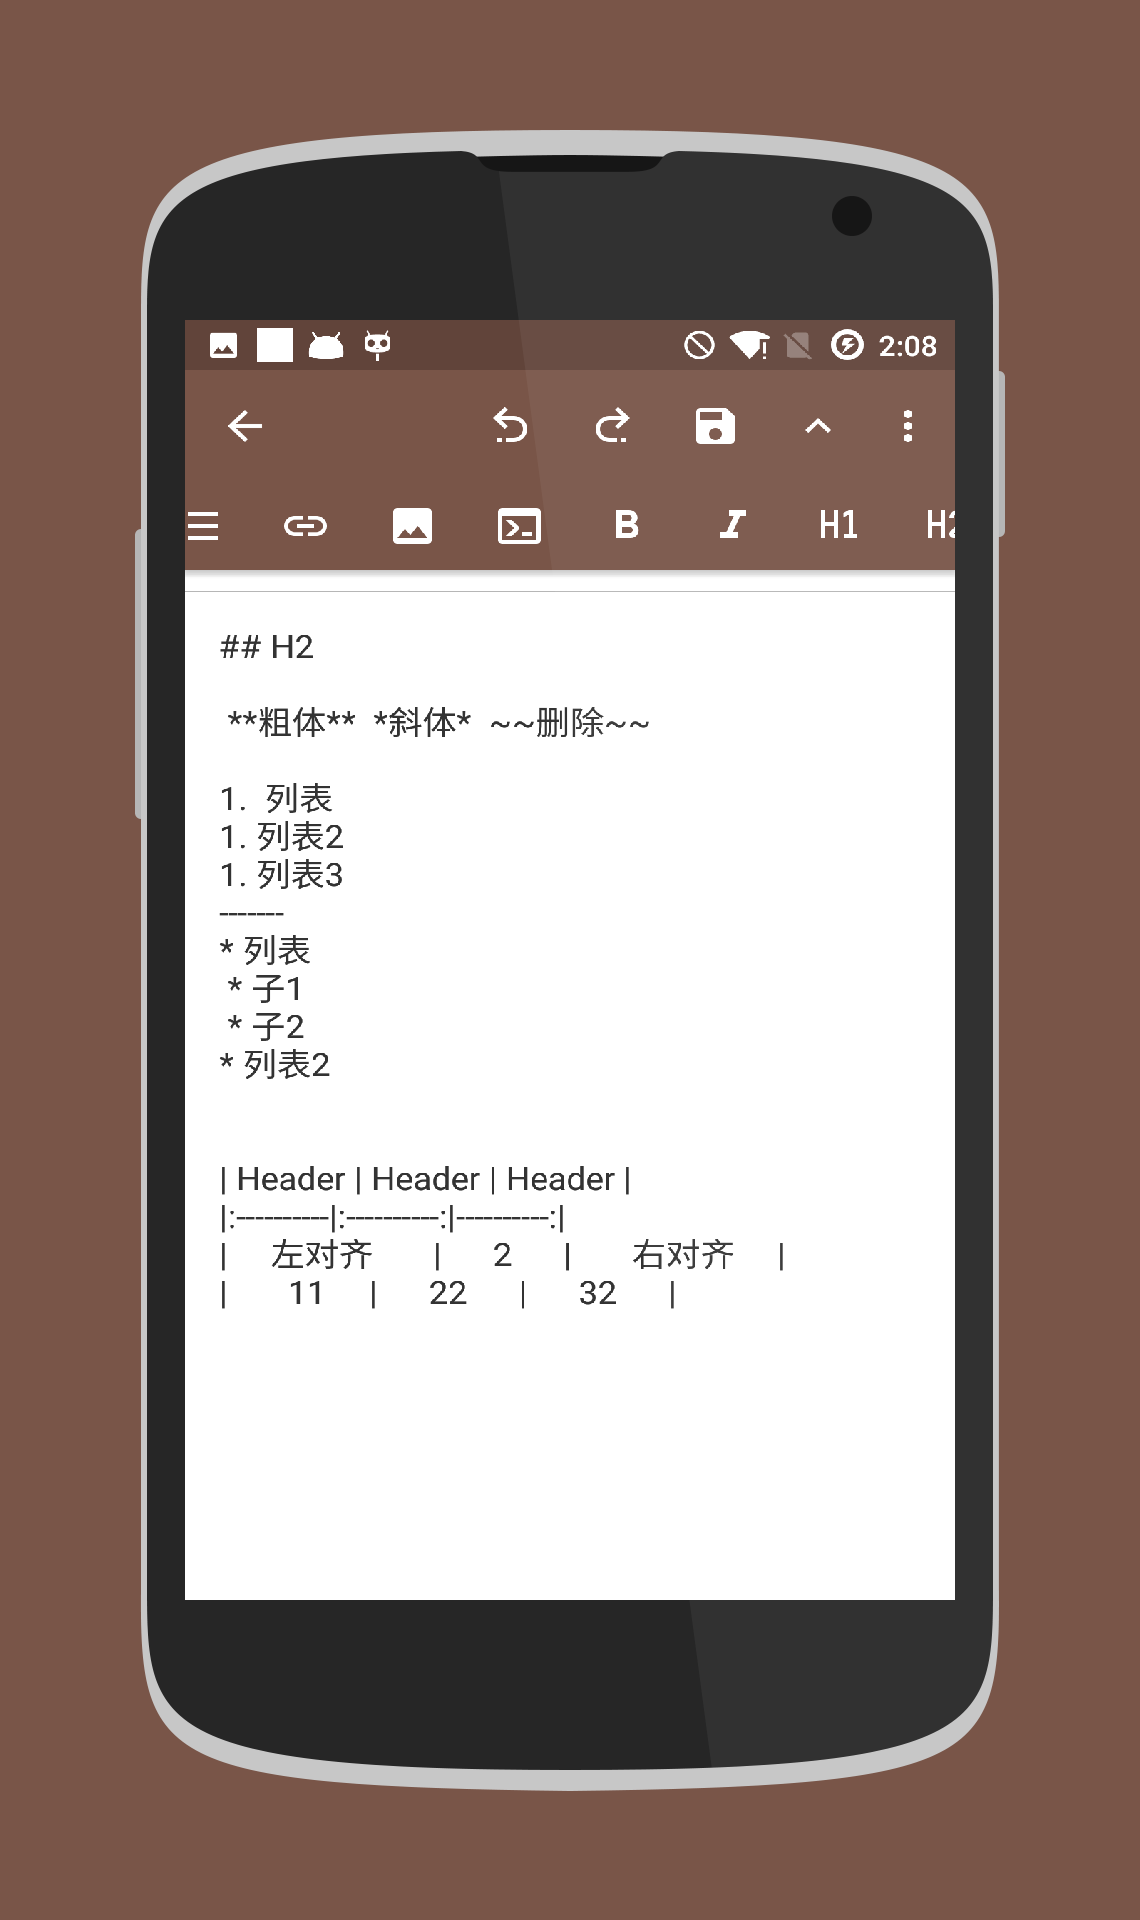 2:08
B I H1 H2
## H2
**粗体** *斜体* ~~删除~~
1. 列表
1. 列表2
1. 列表3
-------
* 列表
* 子1
* 子2
* 列表2
| Header | Header | Header |
|:----------|:----------:|----------:|
| 左对齐 | 2 | 右对齐 |
| 11 | 22 | 32 |